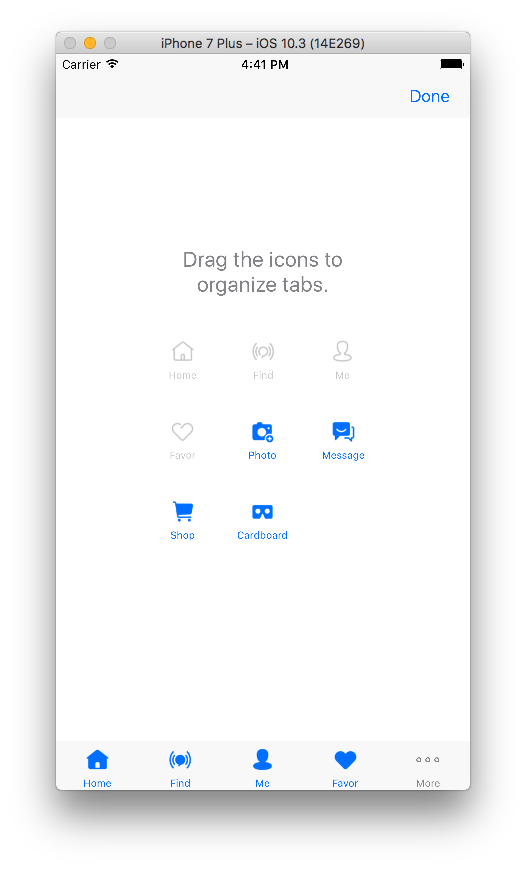 iPhone 7 Plus – iOS 10.3 (14E269)
Carrier 4:41 PM
Done
Drag the icons to
organize tabs.
Home Find Me
Favor Photo Message
Shop Cardboard
Home Find Me Favor More